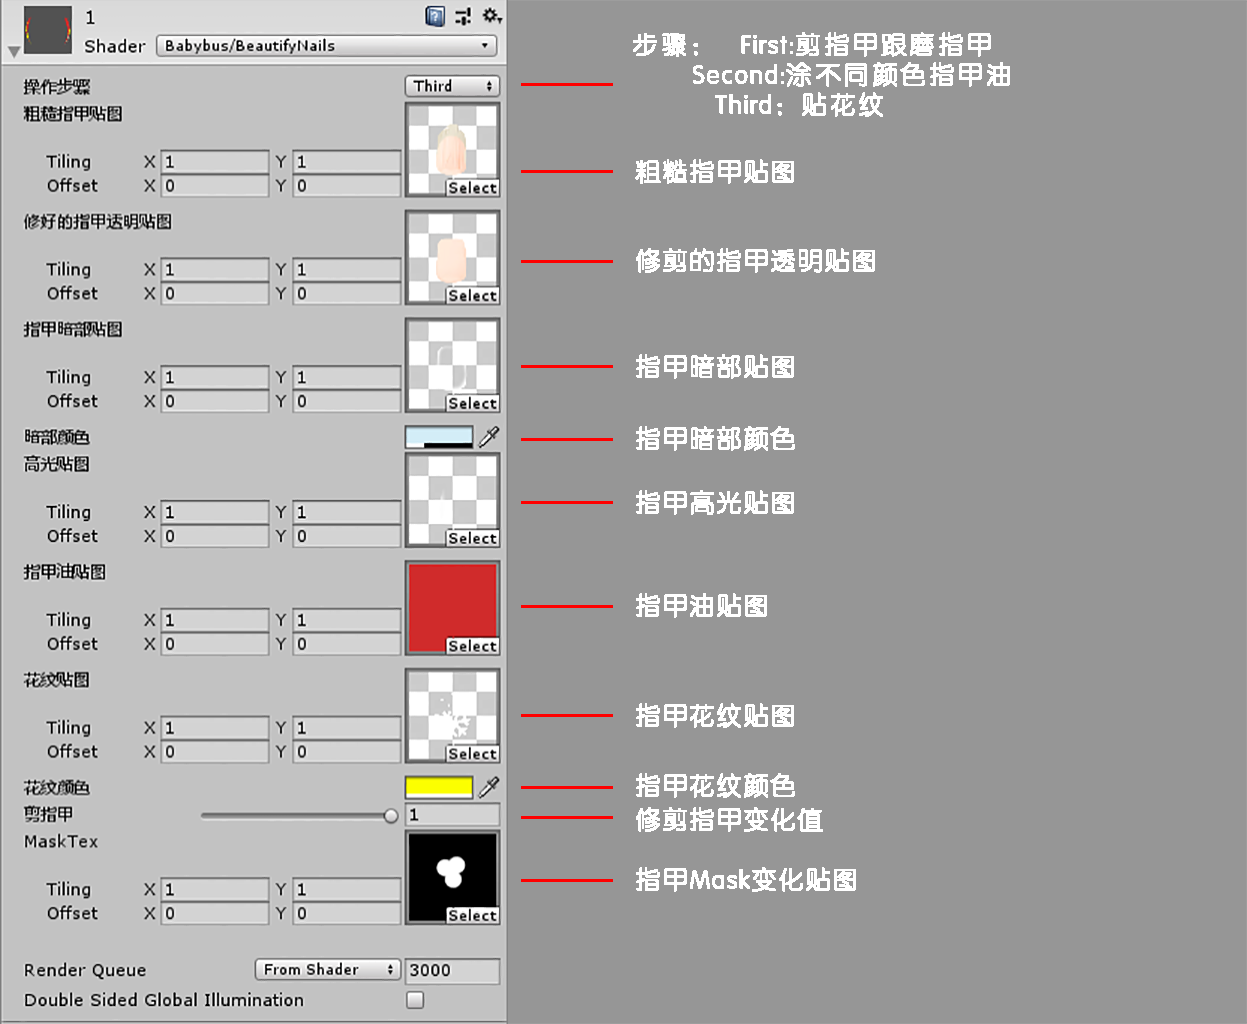 1
Shader Babybus/BeautifyNails
步骤： First:剪指甲跟磨指甲
操作步骤 Third Second:涂不同颜色指甲油
Third：贴花纹
粗糙指甲贴图
Tiling X 1 Y 1 粗糙指甲贴图
Offset X 0 Y 0 Select
修好的指甲透明贴图
Tiling X 1 Y 1 修剪的指甲透明贴图
Offset X 0 Y 0 Select
指甲暗部贴图
Tiling X 1 Y 1 指甲暗部贴图
Offset X 0 Y 0 Select
暗部颜色 指甲暗部颜色
高光贴图
Tiling X 1 Y 1 指甲高光贴图
Offset X 0 Y 0 Select
指甲油贴图
Tiling X 1 Y 1 指甲油贴图
Offset X 0 Y 0 Select
花纹贴图
Tiling X 1 Y 1 指甲花纹贴图
Offset X 0 Y 0 Select
花纹颜色 指甲花纹颜色
剪指甲 1 修剪指甲变化值
MaskTex
Tiling X 1 Y 1 指甲Mask变化贴图
Offset X 0 Y 0 Select
Render Queue From Shader 3000
Double Sided Global Illumination